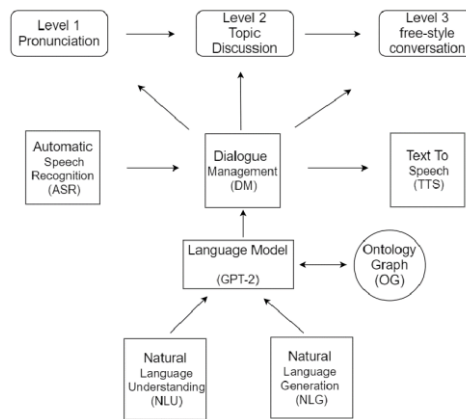 Level 1
Pronunciation
Level 2
Topic
Discussion
Level 3
free-style
conversation
Automatic
Speech
Recognition
(ASR)
Dialogue
Management
(DM)
Text To
Speech
(TTS)
Language Model
(GPT-2)
Ontology
Graph
(OG)
Natural
Language
Understanding
(NLU)
Natural
Language
Generation
(NLG)